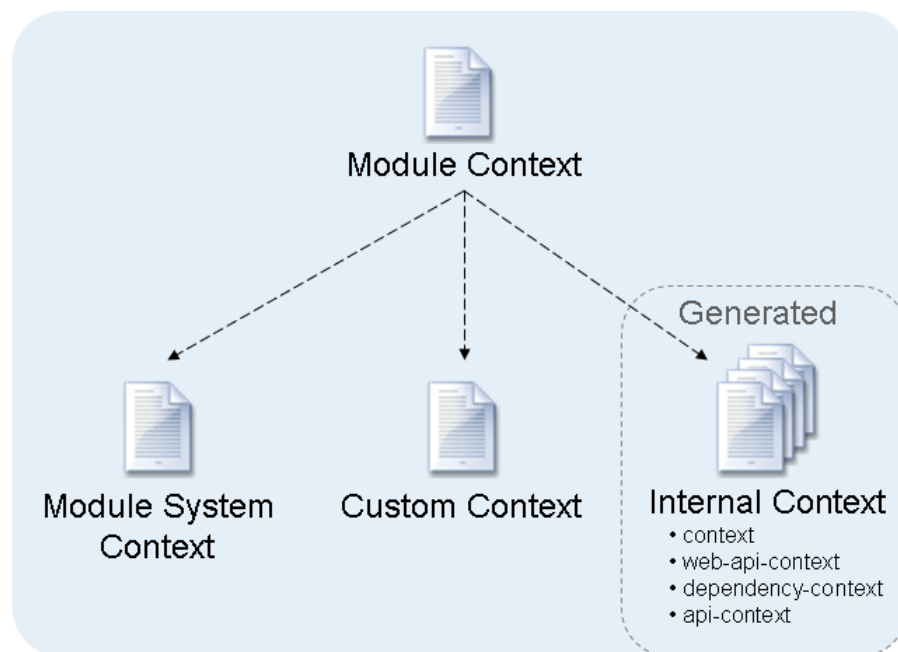 Module Context
Generated
Module System
Context
Custom Context
Internal Context
• context
• web-api-context
• dependency-context
• api-context